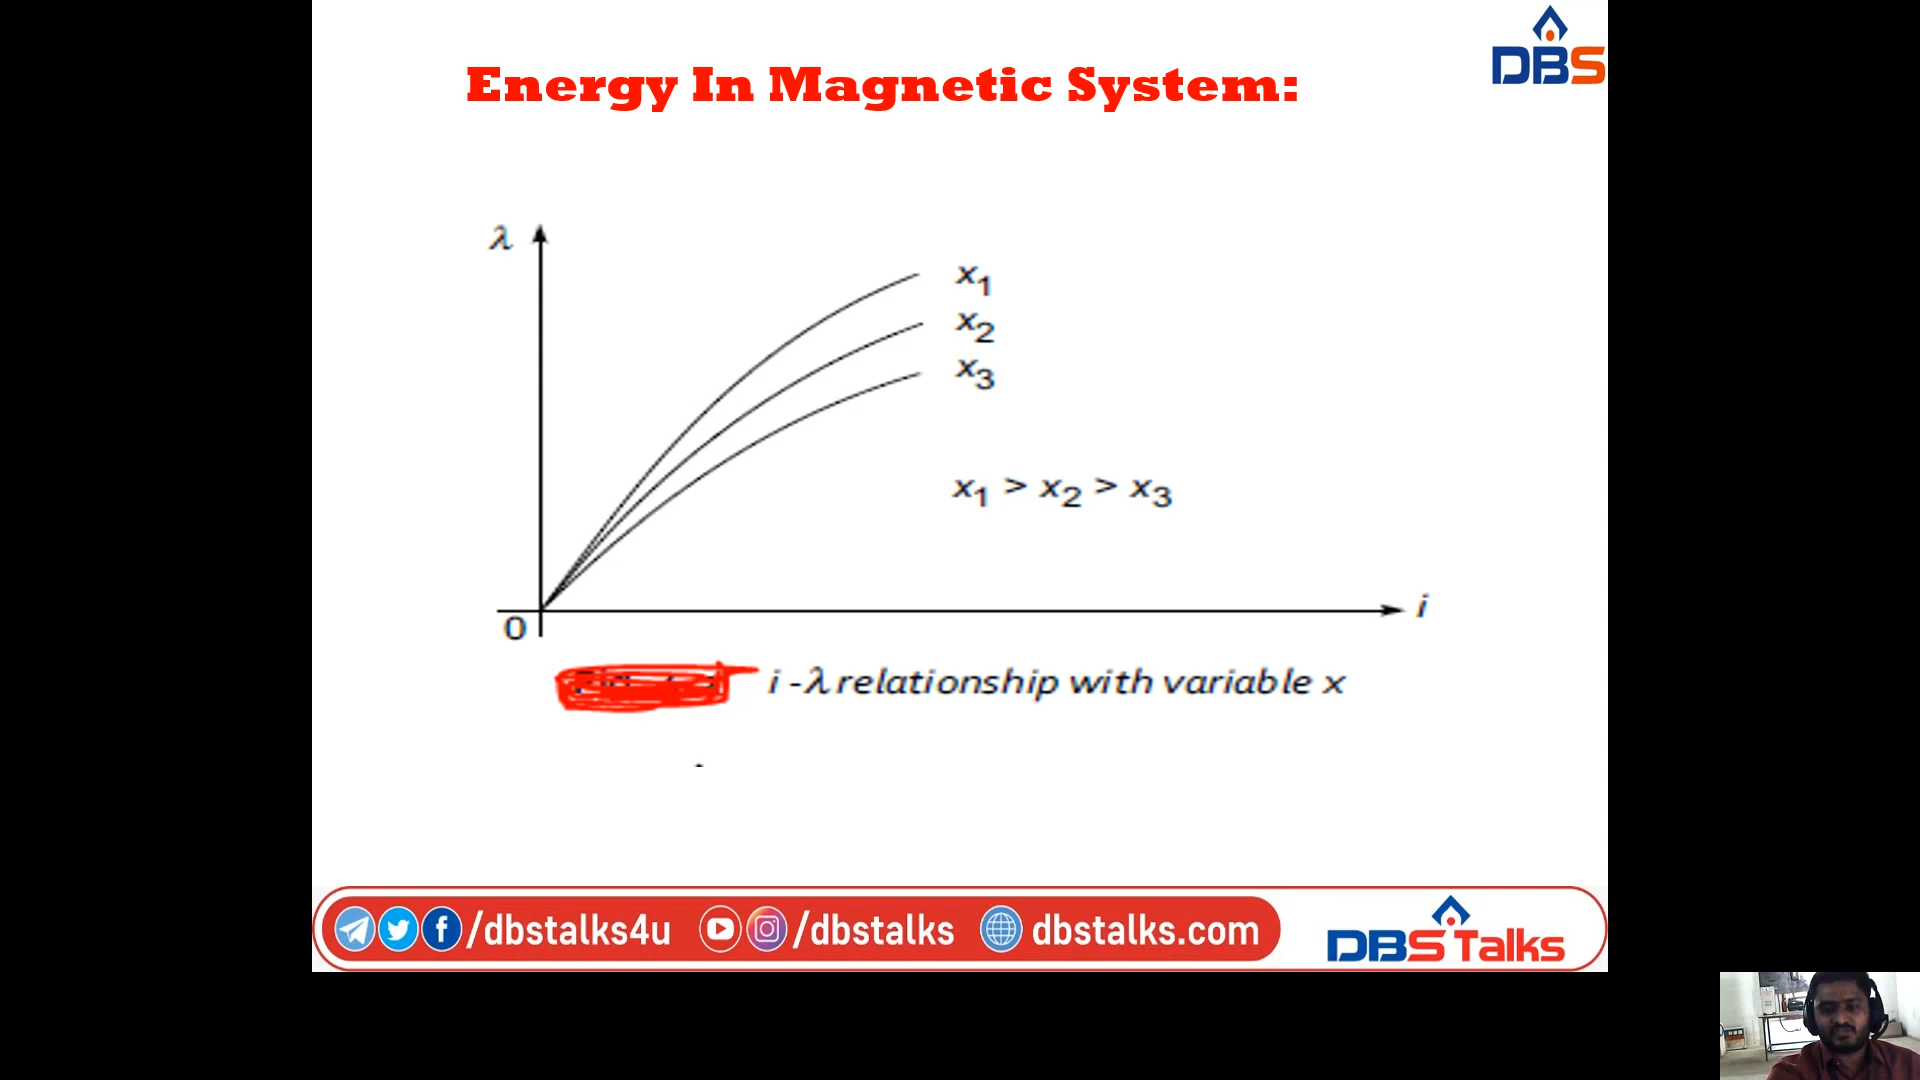 DBS
Energy In Magnetic System:
λ
x1
x2
x3
x1 > x2 > x3
i
0
i -λ relationship with variable x
/dbstalks4u /dbstalks dbstalks.com
DBS Talks